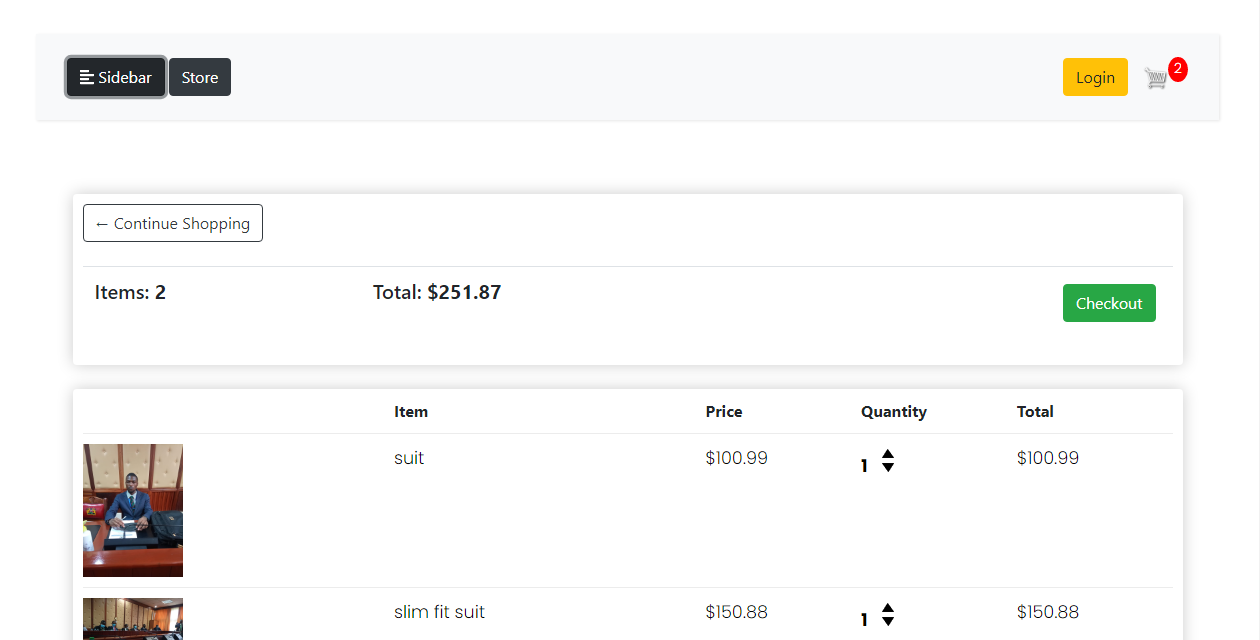 Sidebar Store Login 2
← Continue Shopping
Items: 2 Total: $251.87 Checkout
Item Price Quantity Total
suit $100.99 1 $100.99
slim fit suit $150.88 1 $150.88